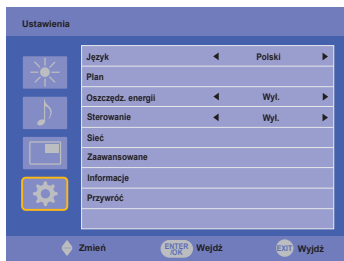 Ustawienia
Język Polski
Plan
Oszczędz. energii Wył.
Sterowanie Wył.
Sieć
Zaawansowane
Informacje
Przywróć
Zmień ENTER /OK Wejdź EXIT Wyjdź